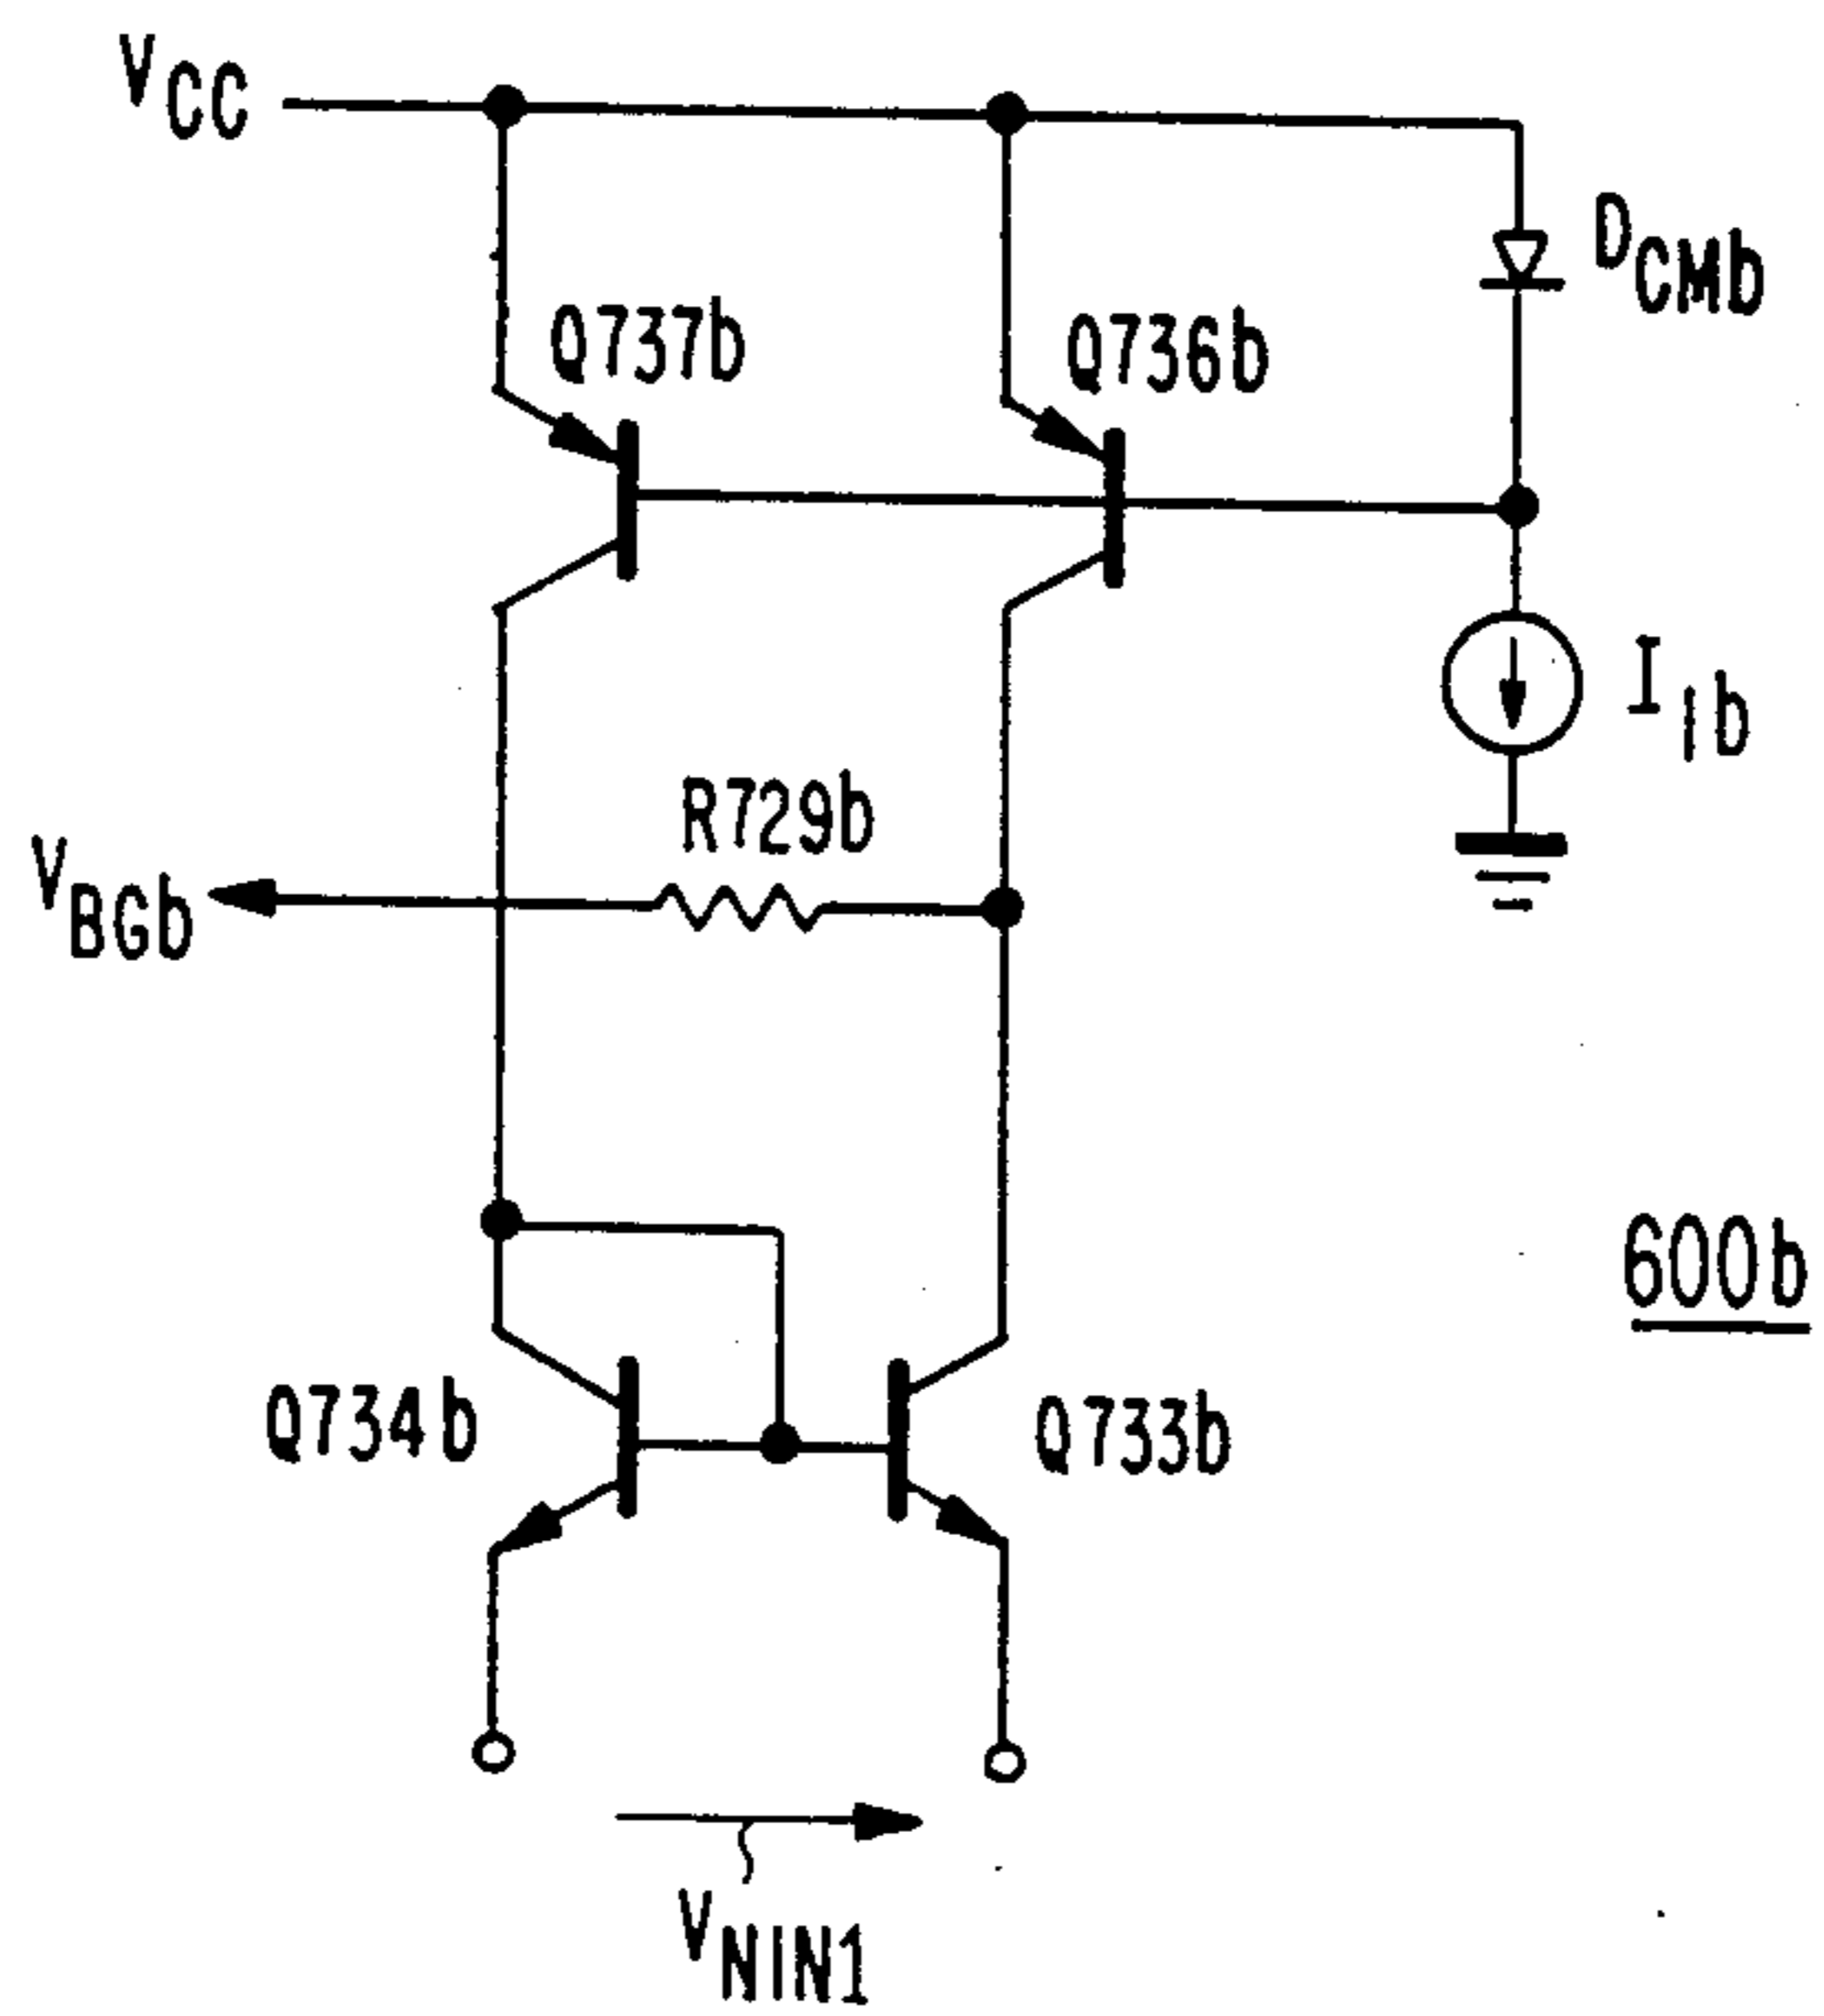 VCC
DCMb
Q737b
Q736b
I1b
R729b
VBGb
600b
Q734b
Q733b
VNIN1